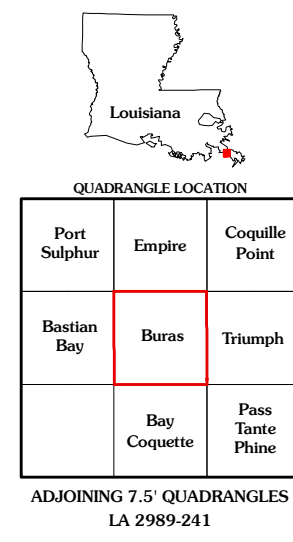 Louisiana
QUADRANGLE LOCATION
Port
Sulphur
Empire
Coquille
Point
Bastian
Bay
Buras
Triumph
Bay
Coquette
Pass
Tante
Phine
ADJOINING 7.5' QUADRANGLES
LA 2989-241